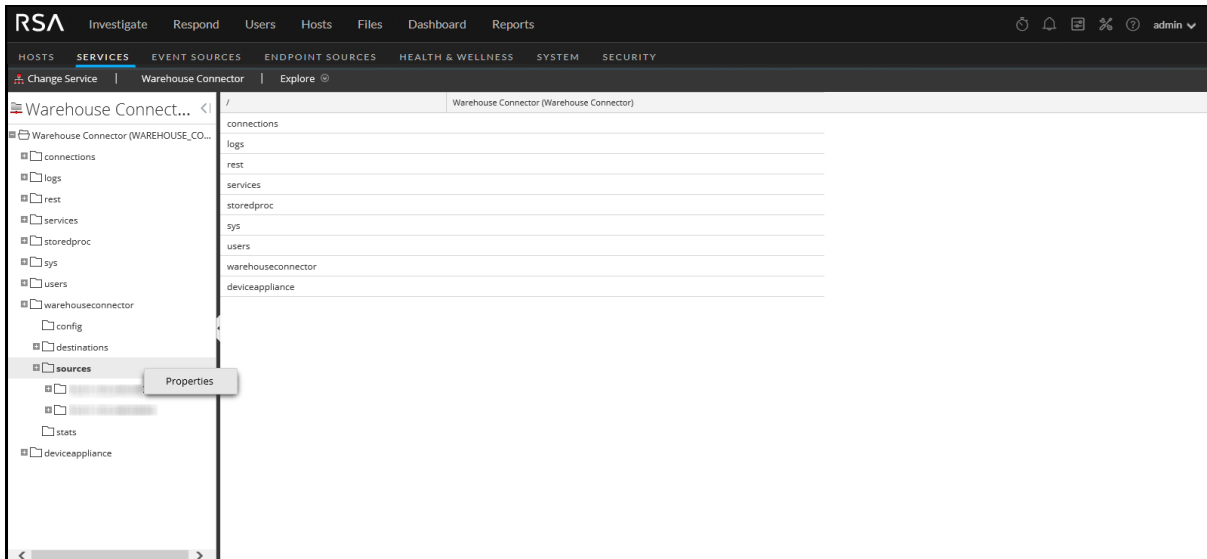 RSA Investigate Respond Users Hosts Files Dashboard Reports admin
HOSTS SERVICES EVENT SOURCES ENDPOINT SOURCES HEALTH & WELLNESS SYSTEM SECURITY
Change Service | Warehouse Connector | Explore
Warehouse Connect...
/ Warehouse Connector (Warehouse Connector)
Warehouse Connector (WAREHOUSE_CO...
connections
logs
rest
services
storedproc
sys
users
warehouseconnector
config
destinations
sources
Properties
stats
deviceappliance
connections
logs
rest
services
storedproc
sys
users
warehouseconnector
deviceappliance